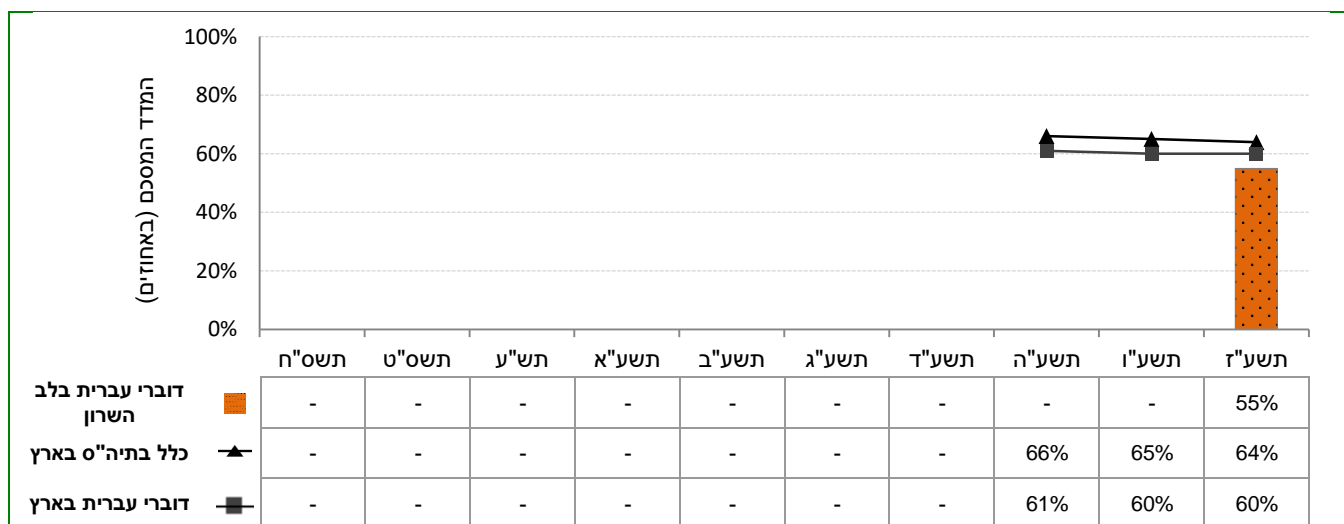 100%
80%
60%
40%
20%
0%
המדד המסכם (באחוזים)
תשס"ח תשס"ט תש"ע תשע"א תשע"ב תשע"ג תשע"ד תשע"ה תשע"ו תשע"ז
דוברי עברית בלב
השרון
- - - - - - - - - 55%
כלל בתיה"ס בארץ - - - - - - - 66% 65% 64%
דוברי עברית בארץ - - - - - - - 61% 60% 60%